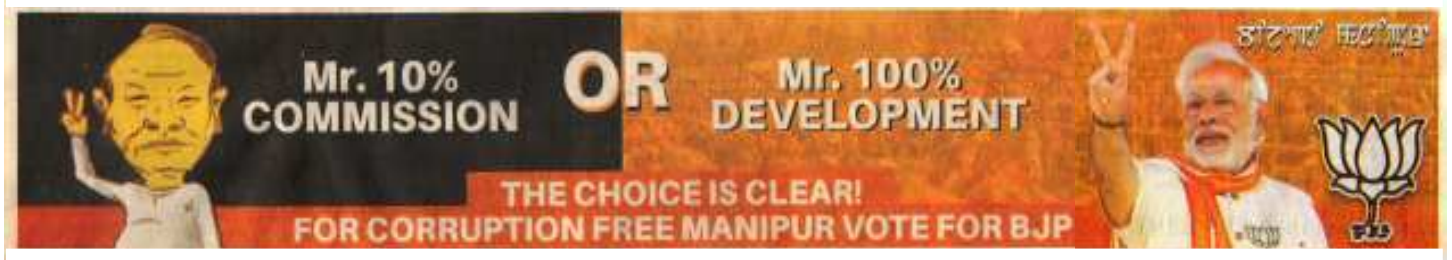 Mr. 10%
COMMISSION
OR
Mr. 100%
DEVELOPMENT
THE CHOICE IS CLEAR!
FOR CORRUPTION FREE MANIPUR VOTE FOR BJP